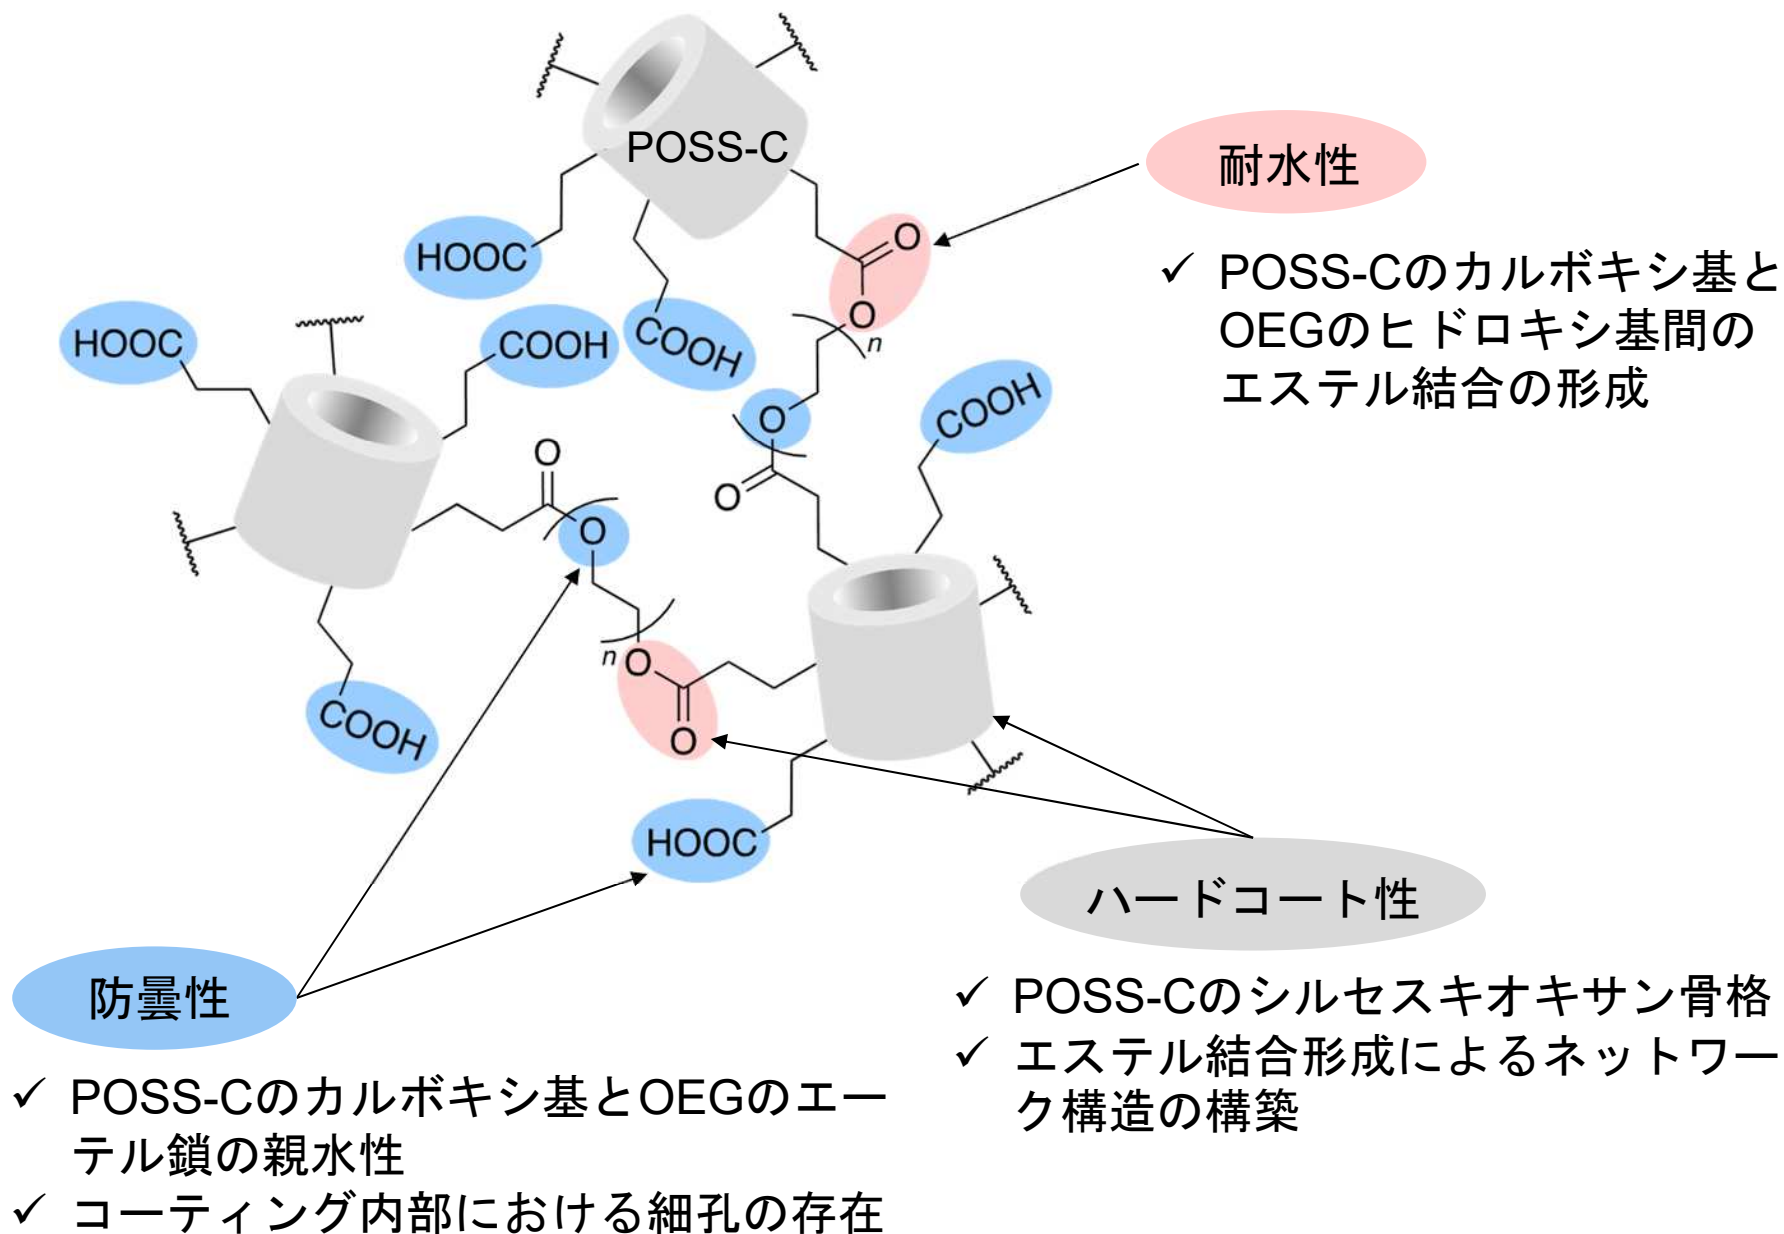 POSS-C
耐水性
HOOC
O
✓ POSS-Cのカルボキシ基と
OEGのヒドロキシ基間の
エステル結合の形成
HOOC
COOH
COOH
O
n
O
COOH
O
O
O
n
O
O
COOH
HOOC
ハードコート性
防曇性
✓ POSS-Cのシルセスキオキサン骨格
✓ エステル結合形成によるネットワー
ク構造の構築
✓ POSS-Cのカルボキシ基とOEGのエー
テル鎖の親水性
✓ コーティング内部における細孔の存在